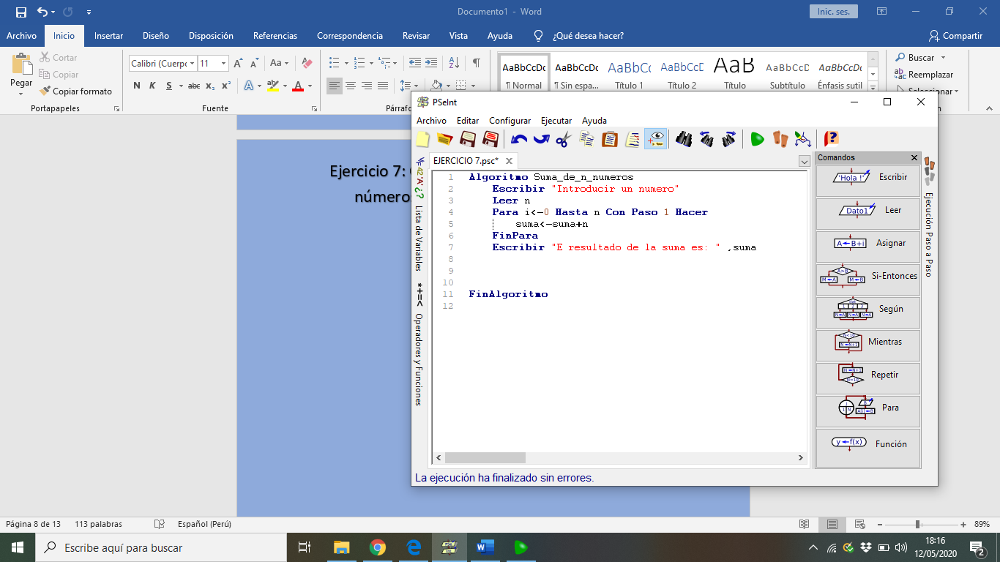 Documento1 - Word
Inic. ses.
Archivo Inicio Insertar Diseño Disposición Referencias Correspondencia Revisar Vista Ayuda ¿Qué desea hacer? Compartir
Pegar
Cortar
Copiar
Copiar formato
Portapapeles
Calibri (Cuerpc 11
N K S abc x2 x2
Fuente
Párrafo
AaBbCcDc AaBbCcDc AaBbCc AaBbCcD AaB AaBbCcD AaBbCcDc
¶ Normal ¶ Sin espa... Título 1 Título 2 Título Subtítulo Énfasis sutil
Buscar
Reemplazar
Seleccionar
Ejercicio 7:
número
PSeInt
Archivo Editar Configurar Ejecutar Ayuda
EJERCICIO 7.psc*
Lista de Variables
*+=< Operadores y Funciones
1 Algoritmo Suma_de_n_numeros
2 Escribir "Introducir un numero"
3 Leer n
4 Para i<-0 Hasta n Con Paso 1 Hacer
5 suma<-suma+n
6 FinPara
7 Escribir "E resultado de la suma es: " ,suma
8
9
10
11 FinAlgoritmo
12
Comandos
'Hola !' Escribir
Dato1 Leer
A B+i Asignar
A>B M A M A Si-Entonces
Según
Mientras
Repetir
Para
y f(x) Función
Ejecución Paso a Paso
La ejecución ha finalizado sin errores.
Página 8 de 13 113 palabras Español (Perú) 89%
Escribe aquí para buscar
18:16
12/05/2020
2